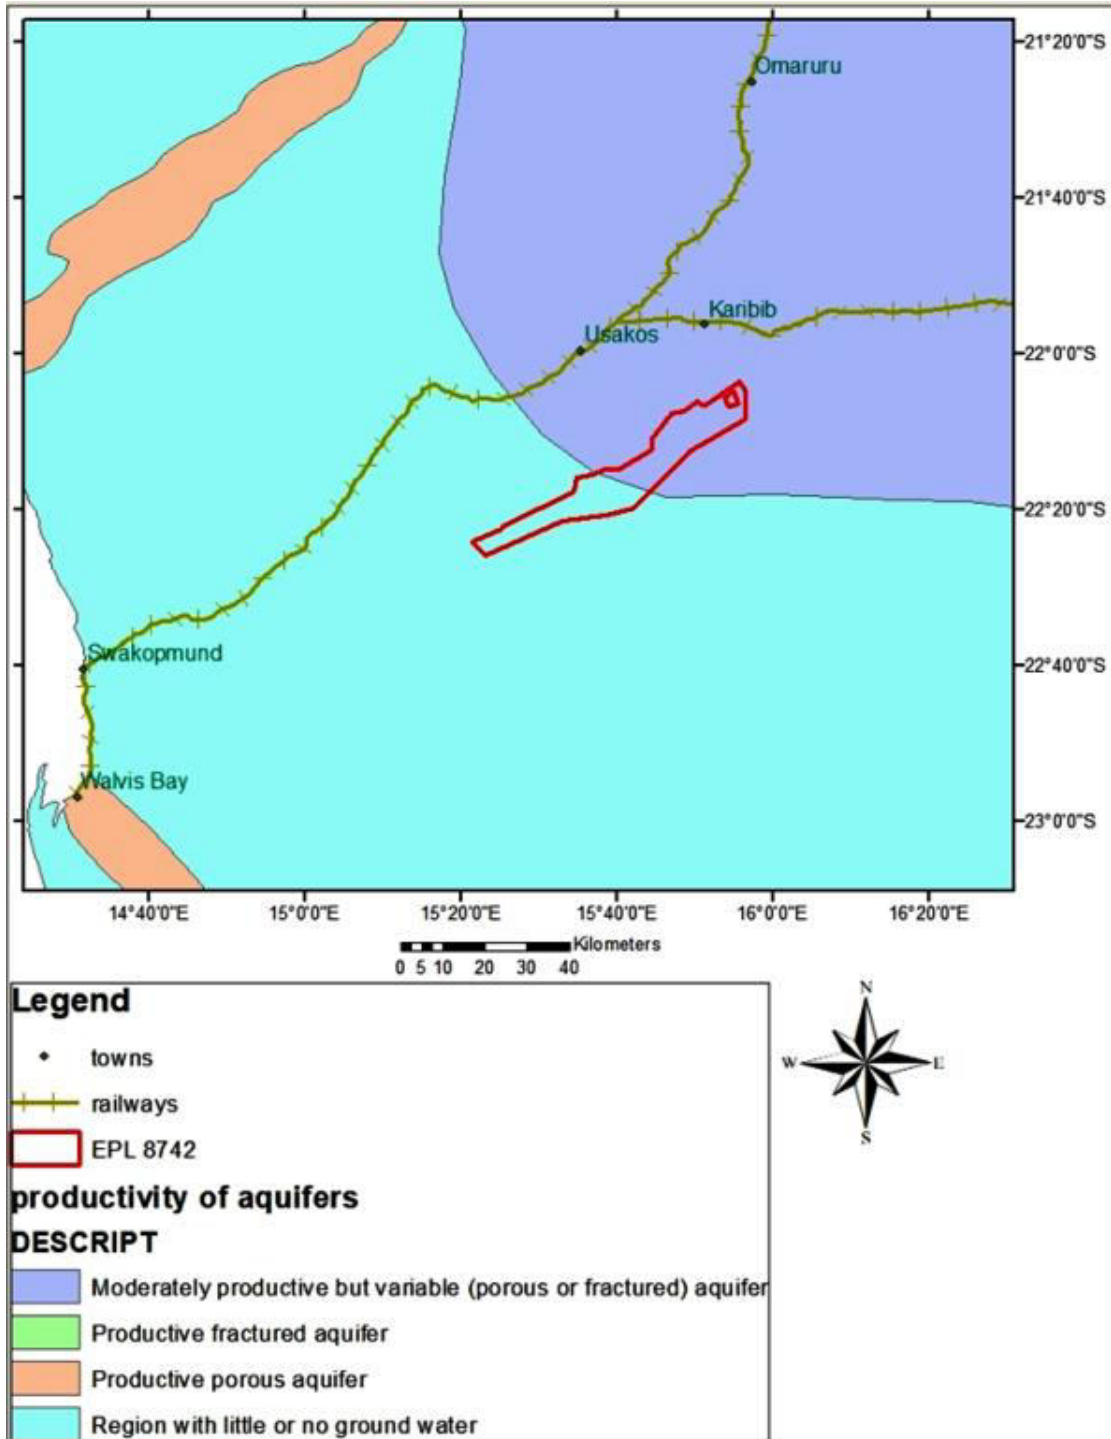 Omaruru
21°20'0"S
21°40'0"S
Karibib
Usakos
22°0'0"S
22°20'0"S
Swakopmund
22°40'0"S
Walvis Bay
23°0'0"S
14°40'0"E 15°0'0"E 15°20'0"E 15°40'0"E 16°0'0"E 16°20'0"E
Kilometers
0 5 10 20 30 40
Legend
towns
railways
EPL 8742
productivity of aquifers
DESCRIPT
Moderately productive but variable (porous or fractured) aquifer
Productive fractured aquifer
Productive porous aquifer
Region with little or no ground water
N
W E
S